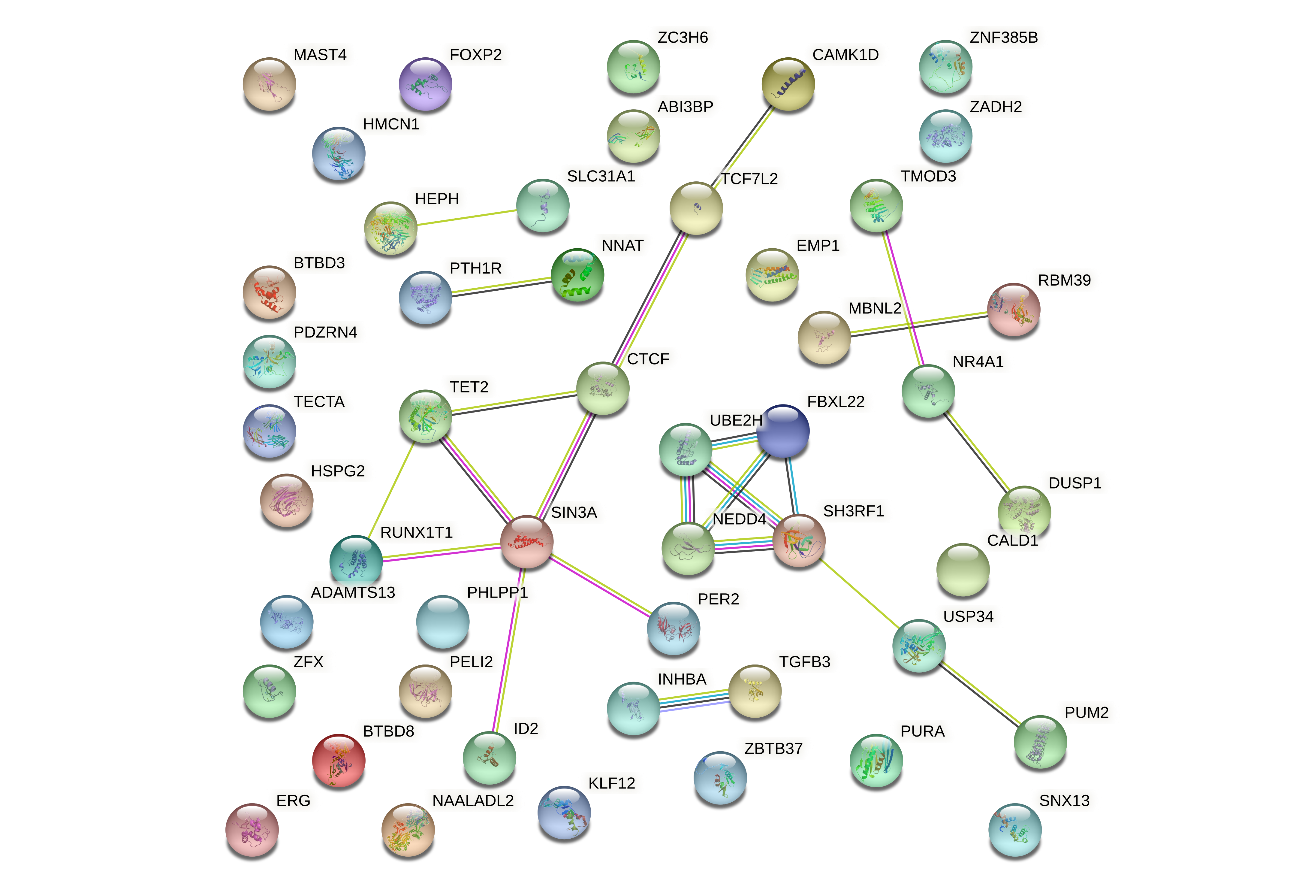 ZC3H6
ZNF385B
MAST4
FOXP2
CAMK1D
ABI3BP
ZADH2
HMCN1
SLC31A1
TCF7L2
TMOD3
HEPH
NNAT
EMP1
BTBD3
PTH1R
RBM39
MBNL2
PDZRN4
CTCF
NR4A1
TET2
TECTA
FBXL22
UBE2H
HSPG2
DUSP1
SIN3A
SH3RF1
NEDD4
RUNX1T1
CALD1
ADAMTS13
PHLPP1
PER2
USP34
ZFX
PELI2
INHBA
TGFB3
PUM2
BTBD8
ID2
PURA
ZBTB37
KLF12
ERG
NAALADL2
SNX13